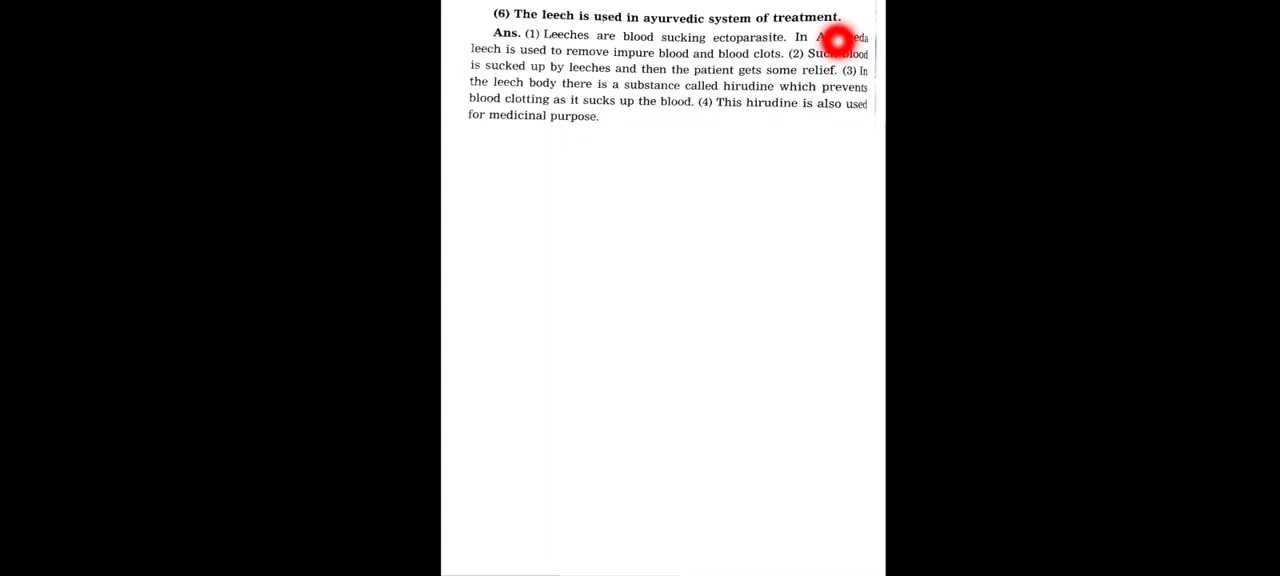 (6) The leech is used in ayurvedic system of treatment.
Ans. (1) Leeches are blood sucking ectoparasite. In
leech is used to remove impure blood and blood clots. (2) Such blood
is sucked up by leeches and then the patient gets some relief. (3) In
the leech body there is a substance called hirudine which prevents
blood clotting as it sucks up the blood. (4) This hirudine is also used
for medicinal purpose.